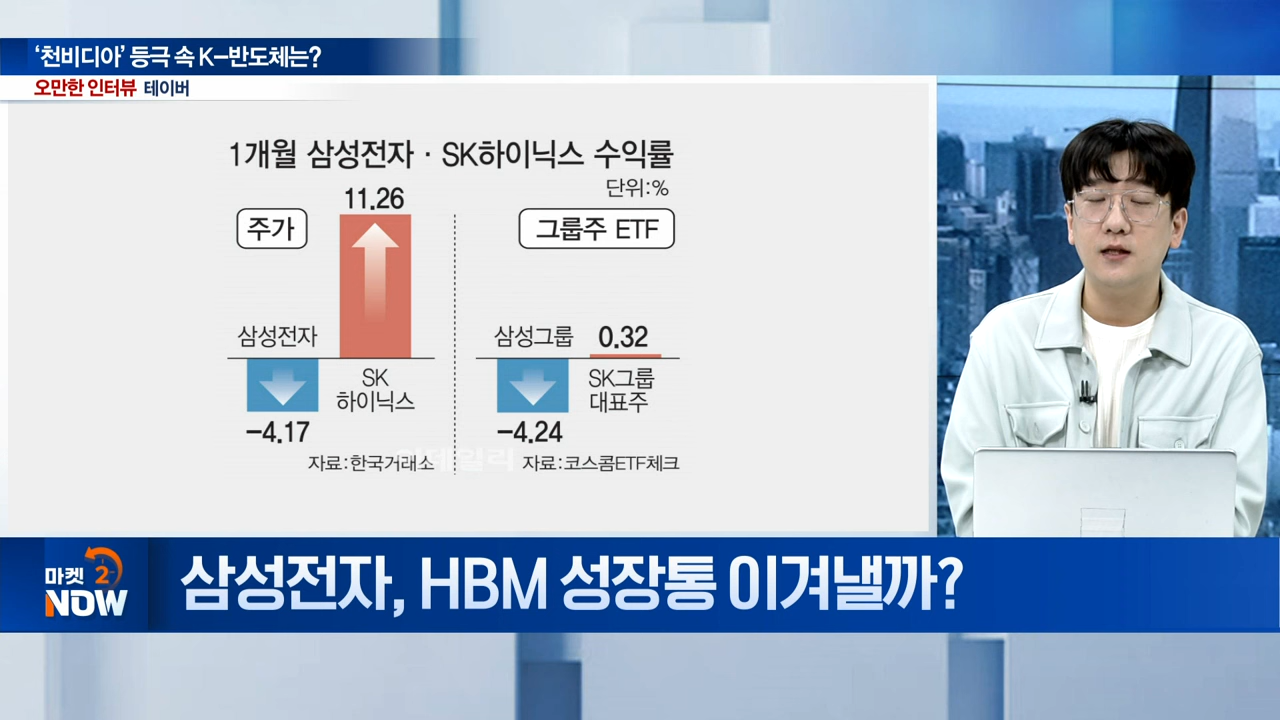 ‘천비디아’ 등극 속 K-반도체는?
오만한 인터뷰 테이버
1개월 삼성전자 · SK하이닉스 수익률
단위:%
주가
11.26
삼성전자
SK
하이닉스
-4.17
자료:한국거래소
그룹주 ETF
삼성그룹
0.32
SK그룹
대표주
-4.24
자료:코스콤ETF체크
이데일리
마켓 2
NOW
삼성전자, HBM 성장통 이겨낼까?